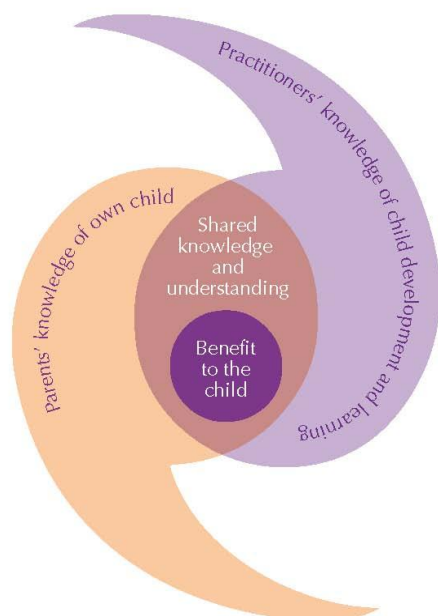 Practitioners' knowledge of child development and learning
Parents' knowledge of own child
Shared
knowledge
and
understanding
Benefit
to the
child